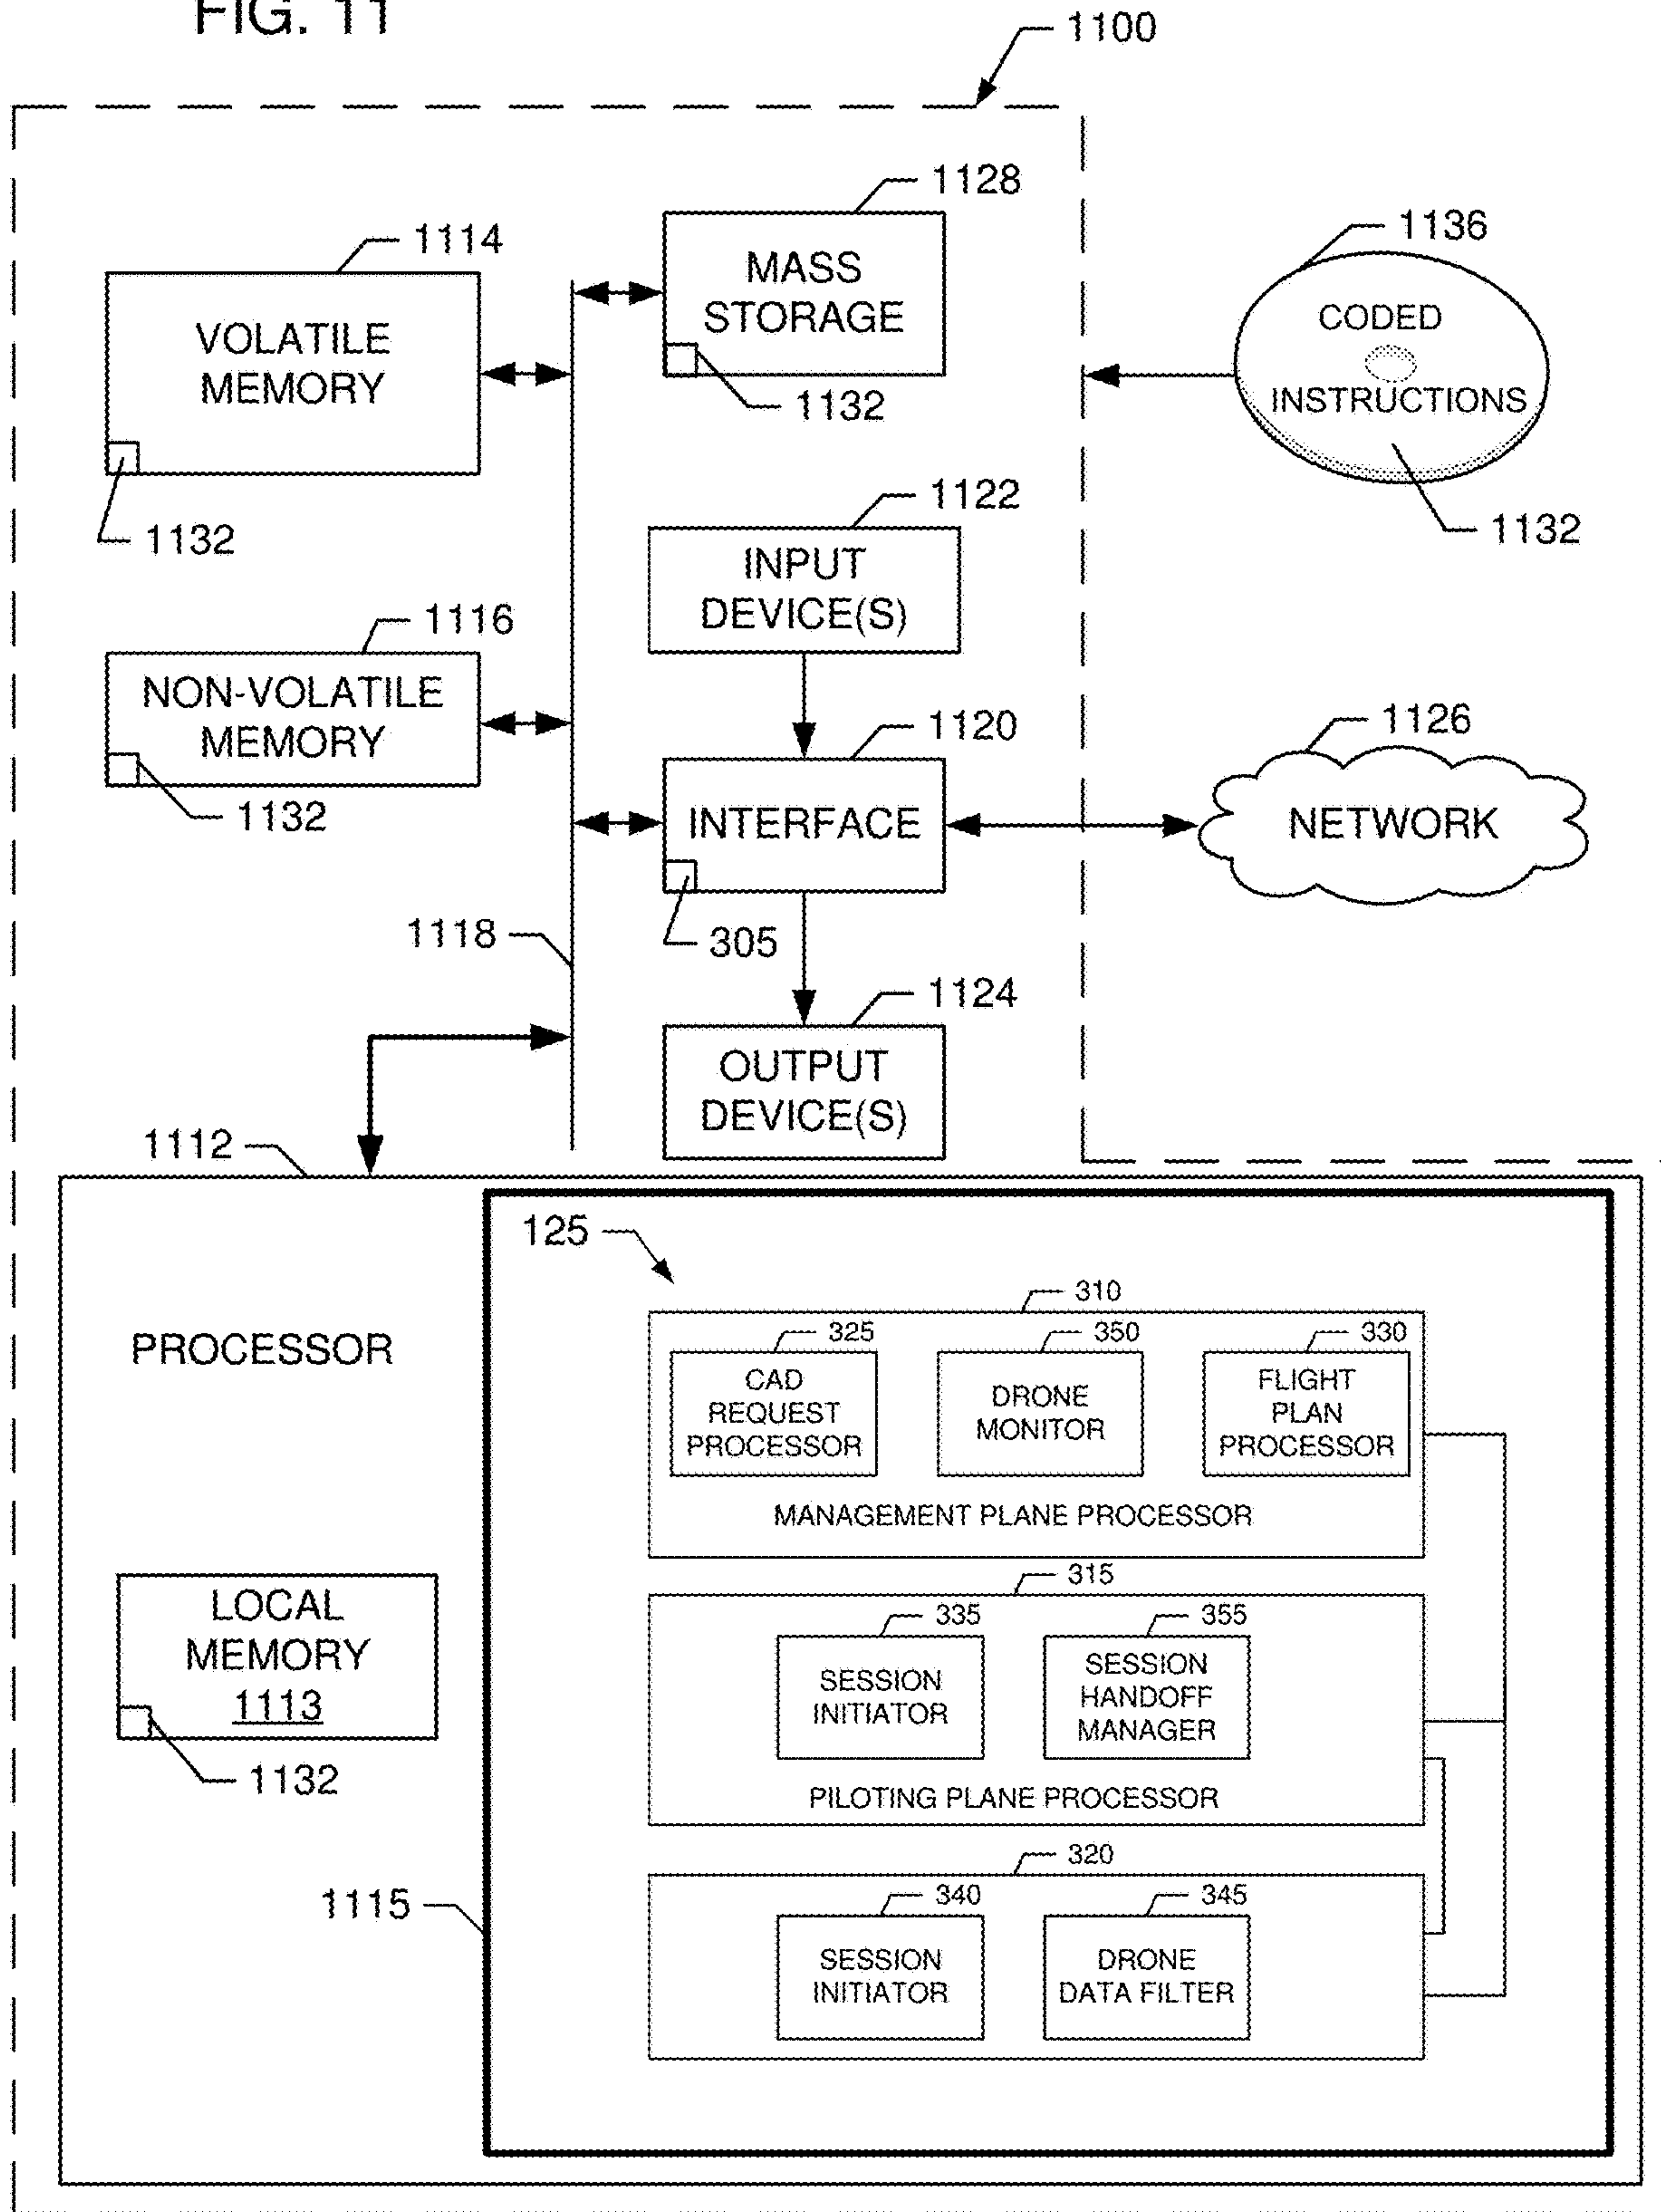 FIG. 11
1100
1128
1114
1136
MASS
STORAGE
VOLATILE
MEMORY
CODED
INSTRUCTIONS
1132
1132
1132
1122
INPUT
DEVICE(S)
1116
NON-VOLATILE
MEMORY
1132
1120
INTERFACE
1126
NETWORK
305
1118
1124
OUTPUT
DEVICE(S)
1112
125
PROCESSOR
310
325
CAD
REQUEST
PROCESSOR
350
DRONE
MONITOR
330
FLIGHT
PLAN
PROCESSOR
MANAGEMENT PLANE PROCESSOR
LOCAL
MEMORY
1113
1132
315
335
SESSION
INITIATOR
355
SESSION
HANDOFF
MANAGER
PILOTING PLANE PROCESSOR
1115
320
340
SESSION
INITIATOR
345
DRONE
DATA FILTER